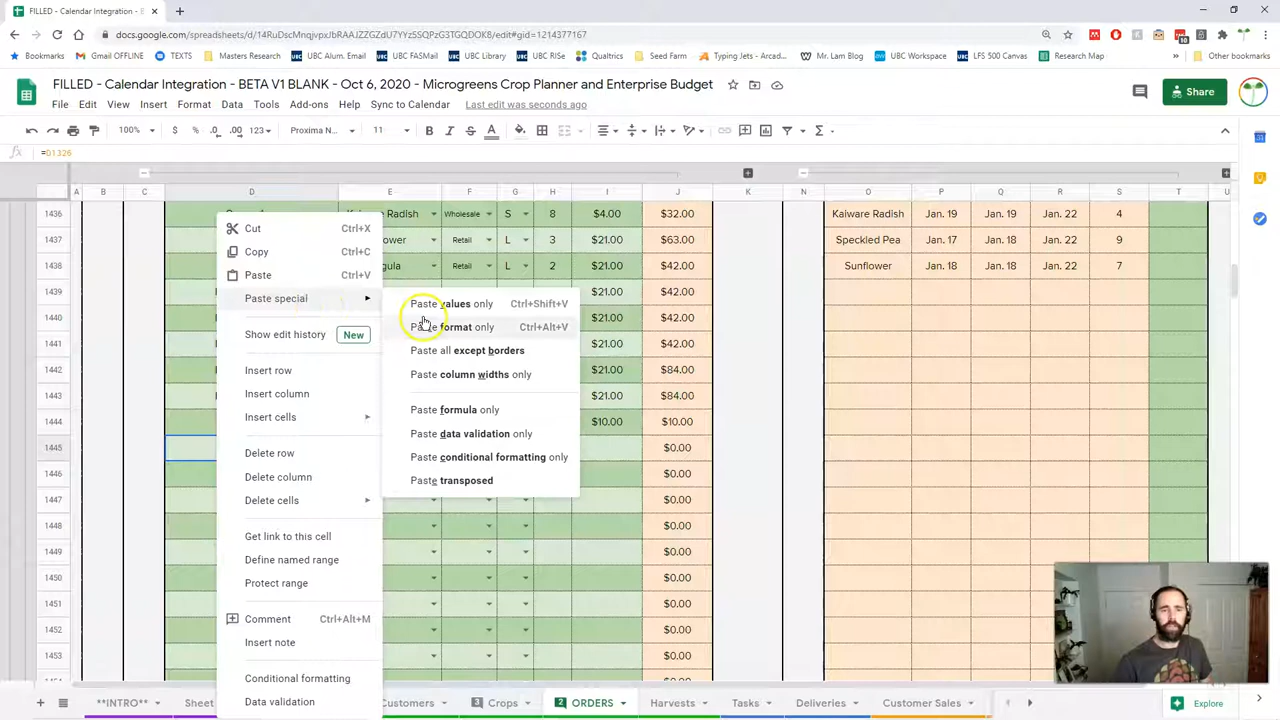 FILLED - Calendar Integration - E
docs.google.com/spreadsheets/d/14RuDscMnqjvpx/bRAAJZZGZdU7YYz5SPzG3TGTQDOK8/edit#gid=1214377167
Bookmarks Gmail OFFLINE TEXTS UBC Alum. Email UBC Library UBC RISe Qualtrics Seed Farm Typing Jets - Arcad... Mr. Lam Blog UBC Workspace LFS 500 Canvas Research Map Other bookmarks
FILLED - Calendar Integration - BETA V1 BLANK - Oct 6, 2020 - Microgreens Crop Planner and Enterprise Budget
Share
File Edit View Insert Format Data Tools Add-ons Help Sync to Calendar Last edit was seconds ago
100% $ % .0 .00 123 Proxima N... 11 B I S A
fx =D1326
A B C D E F G H I J K N O P Q R S T U
1436 Kaiware Radish Wholesale S 8 $4.00 $32.00 Kaiware Radish Jan. 19 Jan. 19 Jan. 22 4
1437 ower Retail L 3 $21.00 $63.00 Speckled Pea Jan. 17 Jan. 18 Jan. 22 9
1438 gula Retail L 2 $21.00 $42.00 Sunflower Jan. 18 Jan. 18 Jan. 22 7
1439 $21.00 $42.00
1440 $21.00 $42.00
1441 $21.00 $42.00
1442 $21.00 $84.00
1443 $21.00 $84.00
1444 $10.00 $10.00
1445 $0.00
1446 $0.00
1447 $0.00
1448 $0.00
1449 $0.00
1450 $0.00
1451 $0.00
1452 $0.00
1453 $0.00
Cut Ctrl+X
Copy Ctrl+C
Paste Ctrl+V
Paste special
Show edit history New
Insert row
Insert column
Insert cells
Delete row
Delete column
Delete cells
Get link to this cell
Define named range
Protect range
Comment Ctrl+Alt+M
Insert note
Conditional formatting
Data validation
Paste values only Ctrl+Shift+V
Paste format only Ctrl+Alt+V
Paste all except borders
Paste column widths only
Paste formula only
Paste data validation only
Paste conditional formatting only
Paste transposed
**INTRO** Sheet Customers 3 Crops 2 ORDERS Harvests Tasks Deliveries Customer Sales Explore